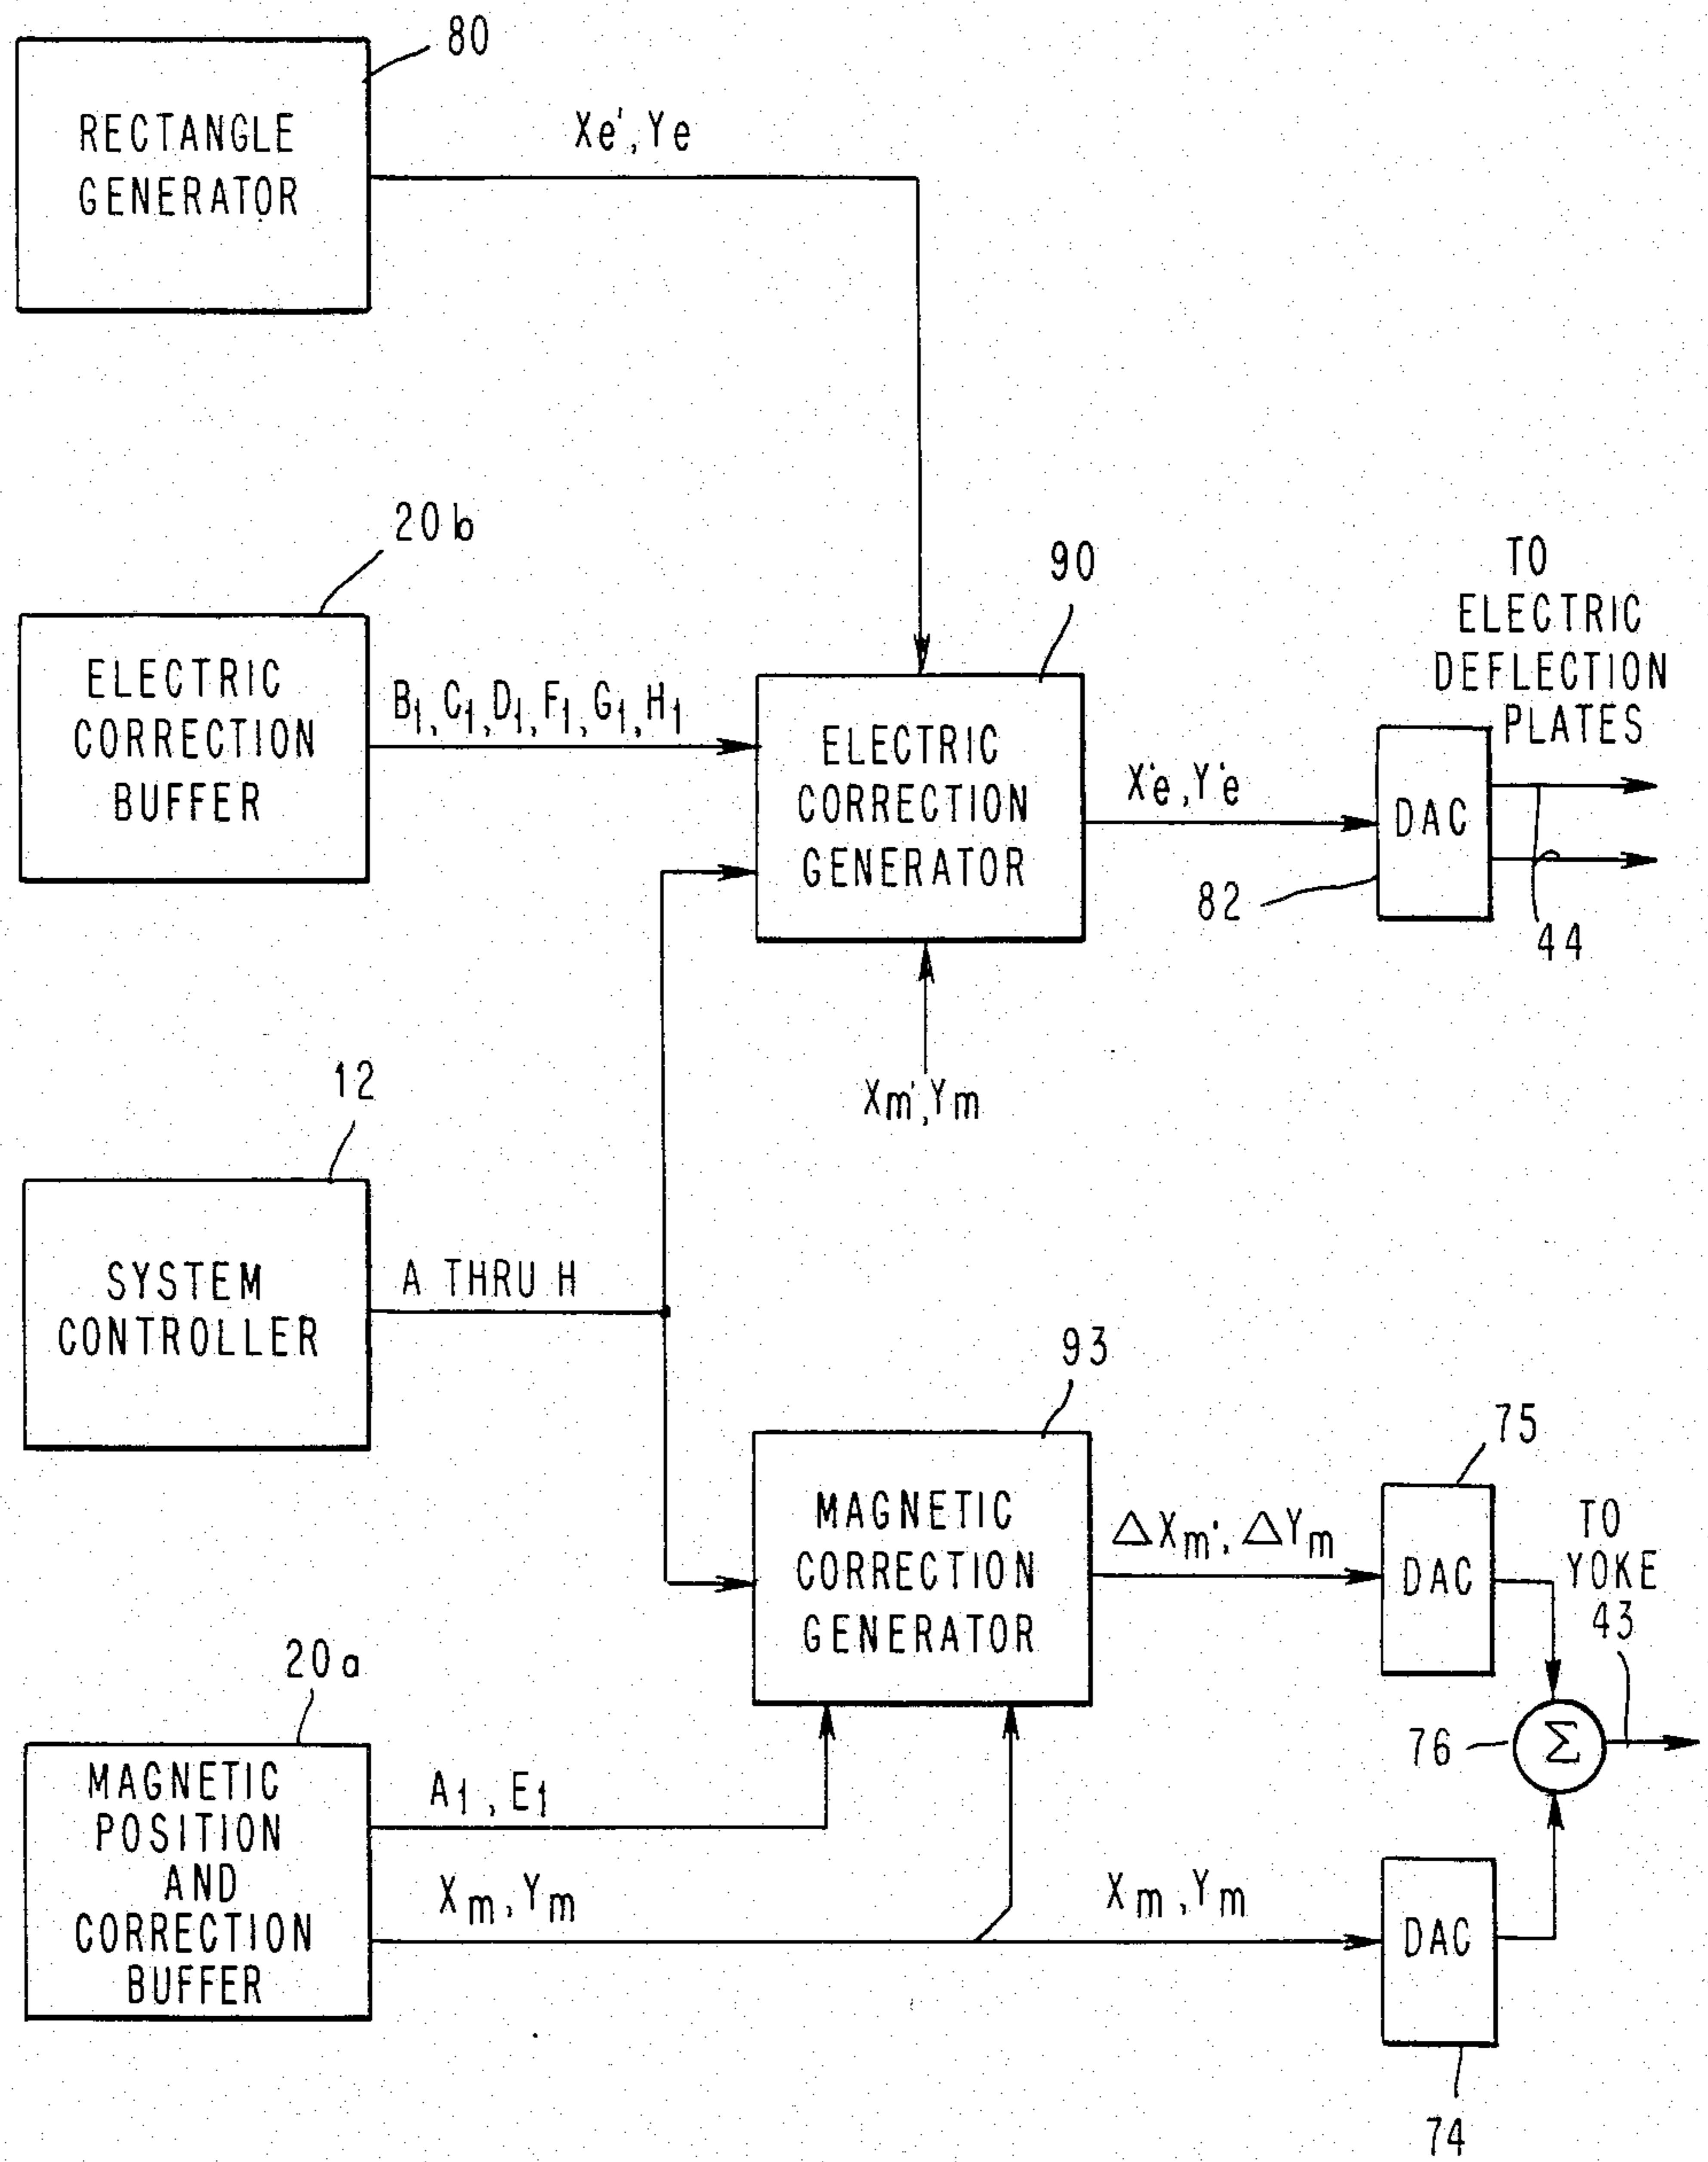 80
RECTANGLE
GENERATOR
Xe', Ye
20b
ELECTRIC
CORRECTION
BUFFER
B1, C1, D1, F1, G1, H1
90
ELECTRIC
CORRECTION
GENERATOR
Xm', Ym
X'e, Y'e
TO
ELECTRIC
DEFLECTION
PLATES
DAC
82
44
12
SYSTEM
CONTROLLER
A THRU H
93
MAGNETIC
CORRECTION
GENERATOR
ΔXm', ΔYm
75
DAC
TO
YOKE
43
76
Σ
20a
MAGNETIC
POSITION
AND
CORRECTION
BUFFER
A1, E1
Xm, Ym
Xm, Ym
DAC
74